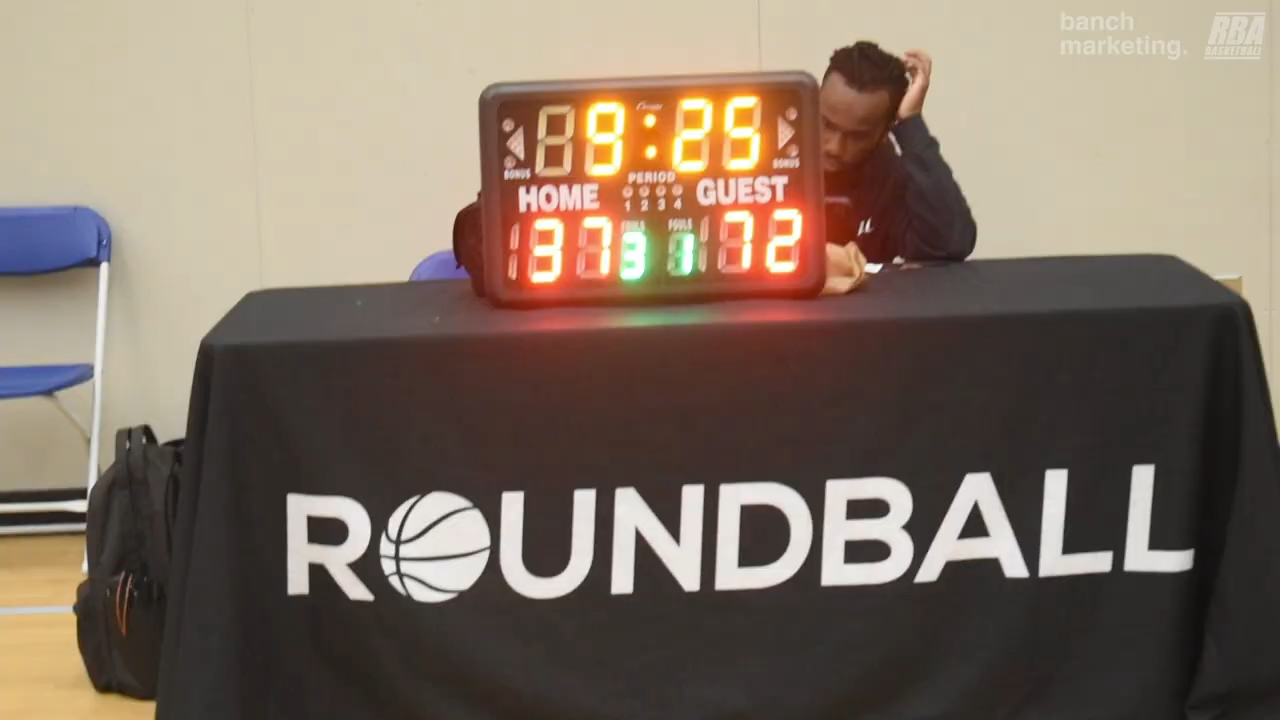 banch
marketing.
RBA
BASKETBALL
9:25
BONUS
BONUS
PERIOD
HOME
GUEST
1 2 3 4
FOULS
FOULS
37
3
1
72
ROUNDBALL